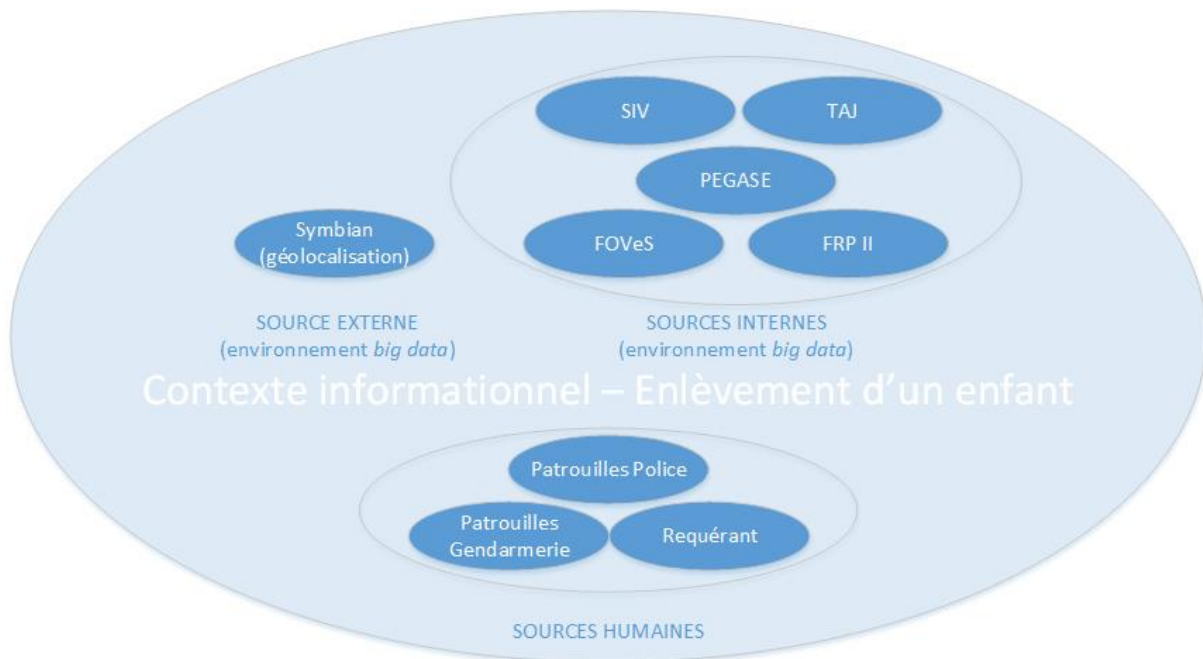 SIV
TAJ
PEGASE
Symbian
(géolocalisation)
FOVeS
FRP II
SOURCE EXTERNE
(environnement big data)
SOURCES INTERNES
(environnement big data)
Contexte informationnel – Enlèvement d’un enfant
Patrouilles Police
Patrouilles
Gendarmerie
Requérant
SOURCES HUMAINES